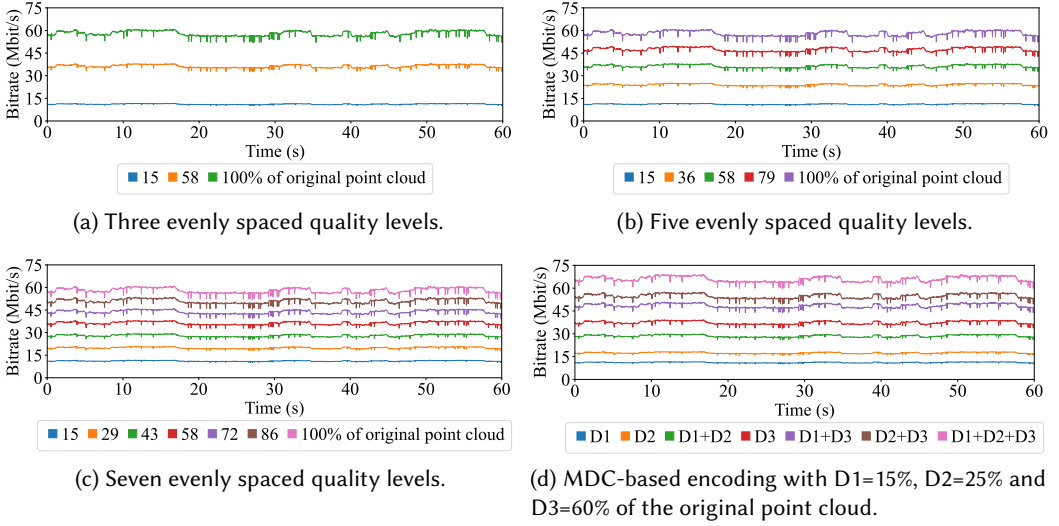 75
60
45
30
15
0
Bitrate (Mbit/s)
0 10 20 30 40 50 60
Time (s)
15 58 100% of original point cloud
(a) Three evenly spaced quality levels.
75
60
45
30
15
0
Bitrate (Mbit/s)
0 10 20 30 40 50 60
Time (s)
15 36 58 79 100% of original point cloud
(b) Five evenly spaced quality levels.
75
60
45
30
15
0
Bitrate (Mbit/s)
0 10 20 30 40 50 60
Time (s)
15 29 43 58 72 86 100% of original point cloud
(c) Seven evenly spaced quality levels.
75
60
45
30
15
0
Bitrate (Mbit/s)
0 10 20 30 40 50 60
Time (s)
D1 D2 D1+D2 D3 D1+D3 D2+D3 D1+D2+D3
(d) MDC-based encoding with D1=15%, D2=25% and
D3=60% of the original point cloud.